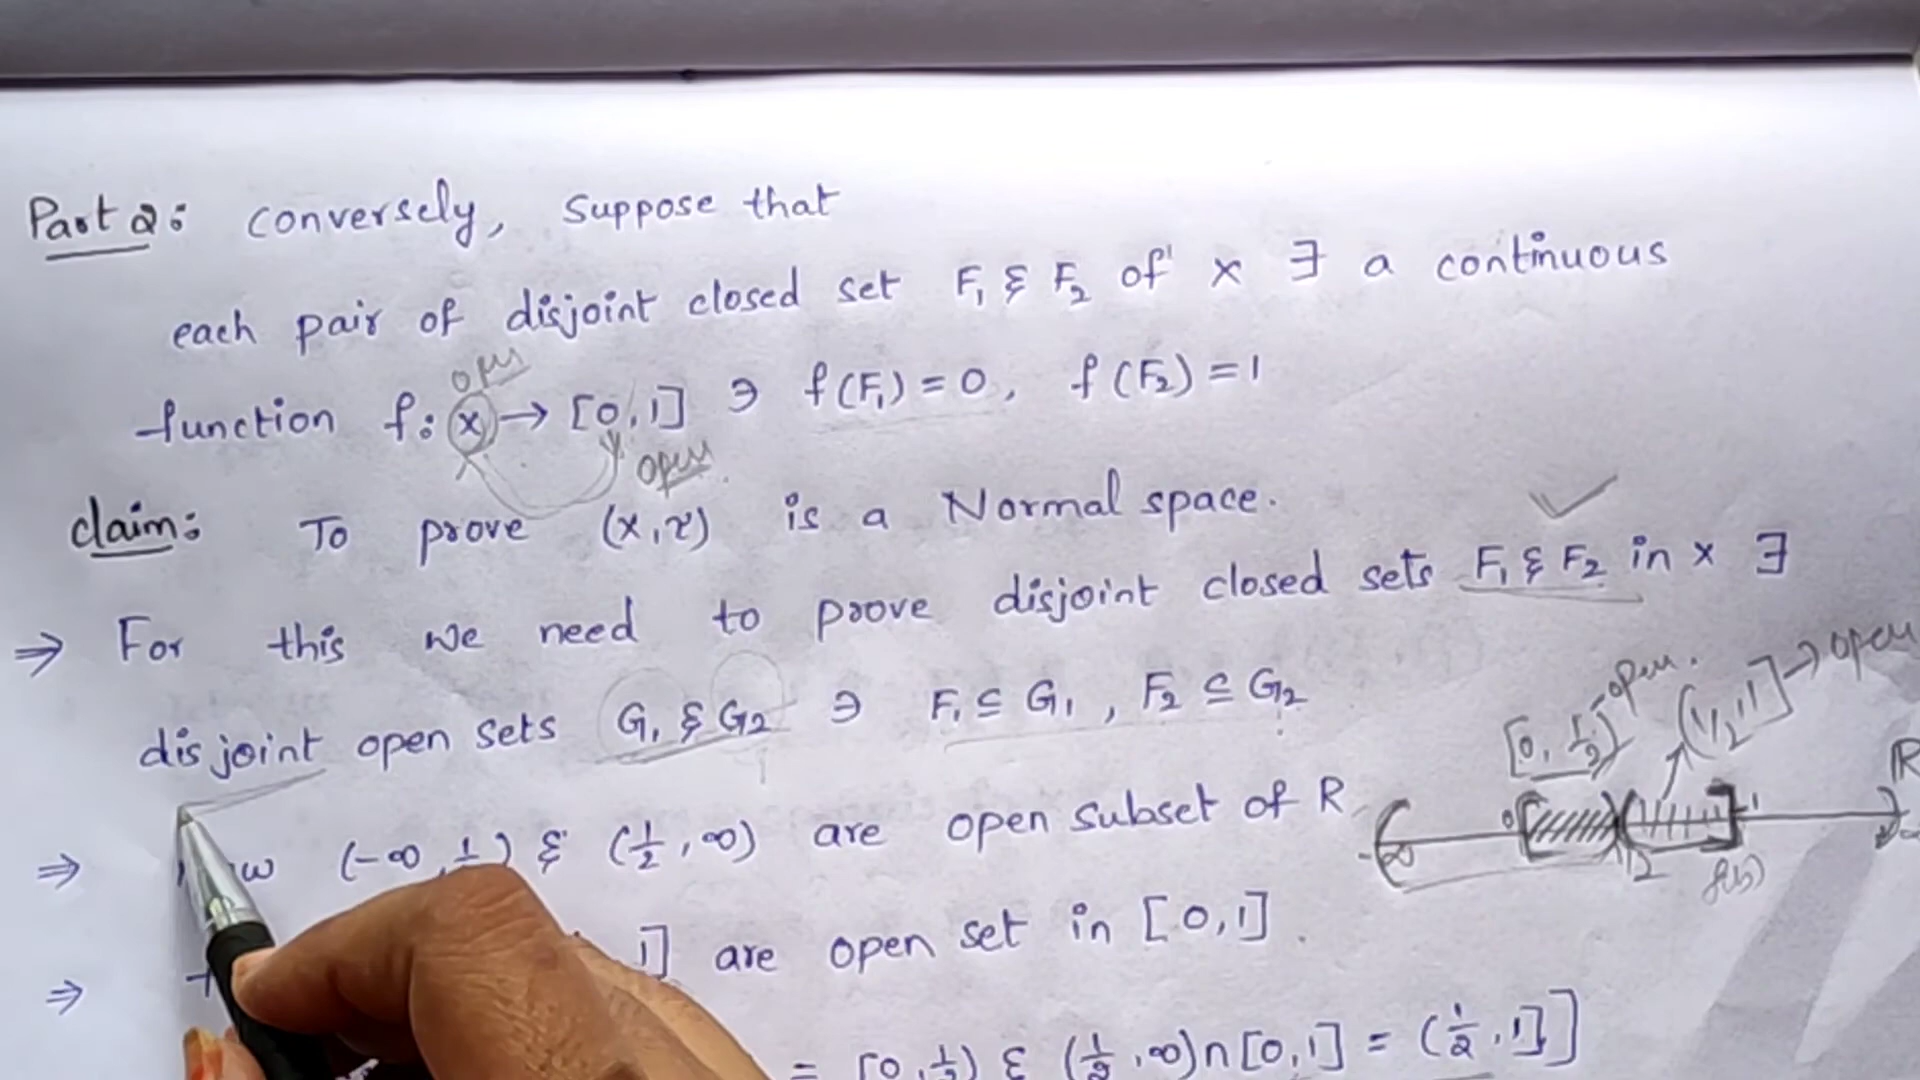 Part 2: conversely, suppose that
each pair of disjoint closed set F₁ & F₂ of x ∃ a continuous
open
function f: x → [0,1] ∋ f(F₁) = 0, f(F₂) = 1
open
claim: To prove (x,τ) is a Normal space.
⇒ For this we need to prove disjoint closed sets F₁ & F₂ in x ∃
disjoint open sets G₁ & G₂ ∋ F₁ ⊆ G₁, F₂ ⊆ G₂
[0, ½) open. (½,1] → open
⇒ (-∞, ½) & (½, ∞) are open subset of R
0 ½ 1 R
-∞ ∞
⇒ 1] are open set in [0,1].
= [0,½) & (½,∞)∩[0,1] = (½,1]]